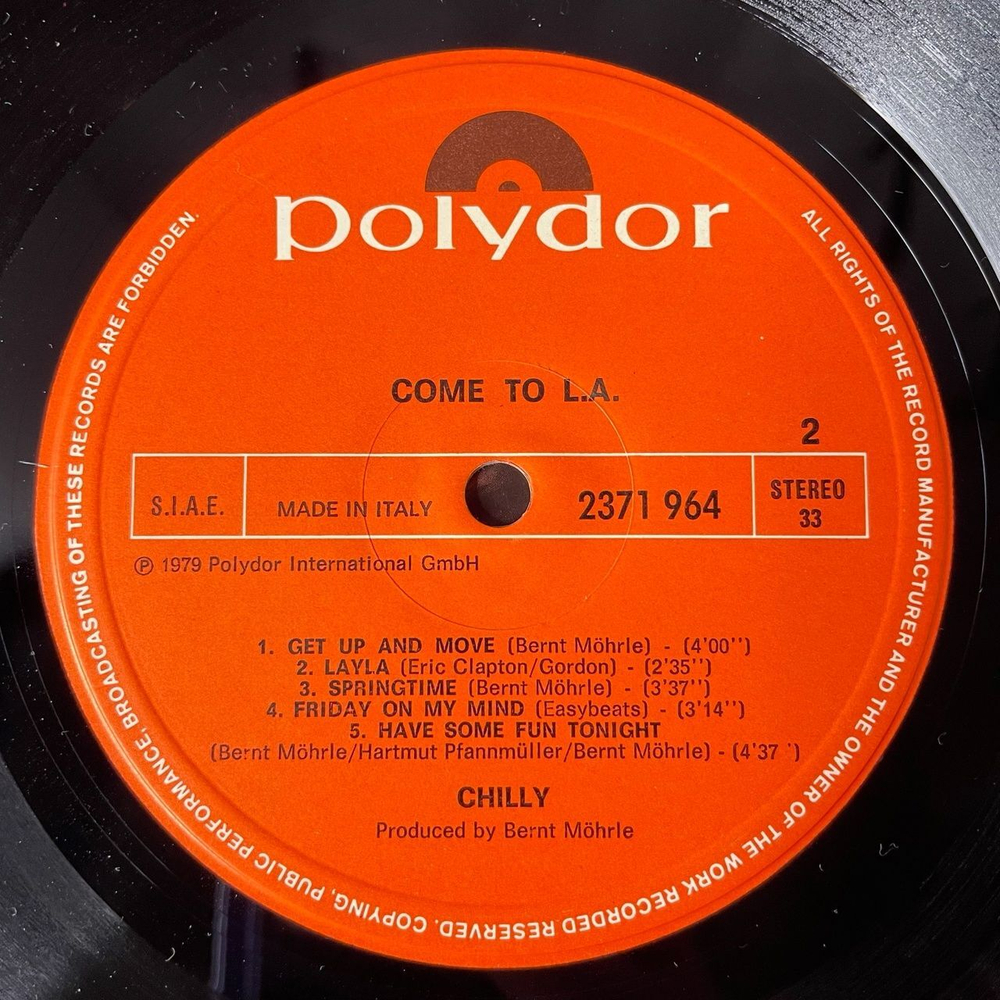 polydor
COME TO L.A.
2
S.I.A.E.
MADE IN ITALY
2371 964
STEREO
33
℗ 1979 Polydor International GmbH
1. GET UP AND MOVE (Bernt Möhrle) - (4'00'')
2. LAYLA (Eric Clapton/Gordon) - (2'35'')
3. SPRINGTIME (Bernt Möhrle) - (3'37'')
4. FRIDAY ON MY MIND (Easybeats) - (3'14'')
5. HAVE SOME FUN TONIGHT
(Bernt Möhrle/Hartmut Pfannmüller/Bernt Möhrle) - (4'37 ')
CHILLY
Produced by Bernt Möhrle
ALL RIGHTS OF THE RECORD MANUFACTURER AND THE OWNER OF THE WORK RECORDED RESERVED. COPYING, PUBLIC PERFORMANCE, BROADCASTING OF THESE RECORDS ARE FORBIDDEN.